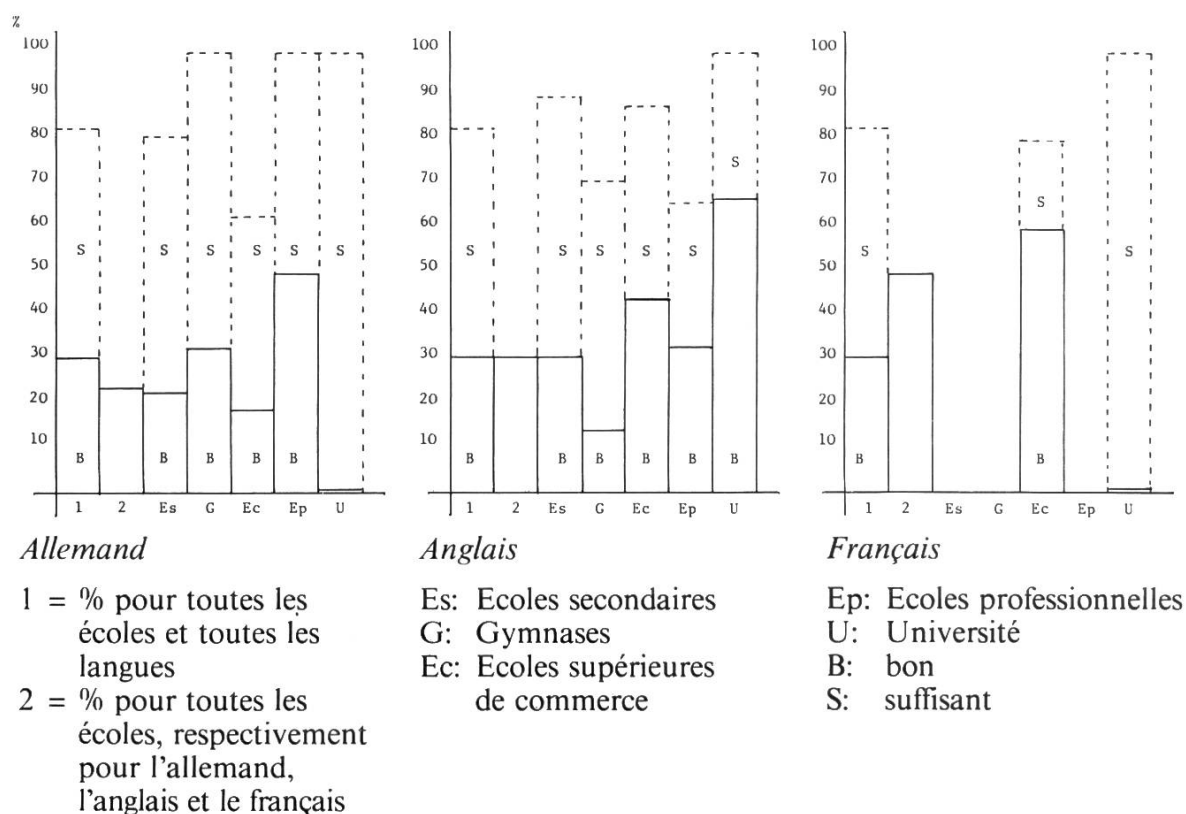 %
100 100 100
90 90 90
80 80 80
S
70 70 70
60 60 60
S
S S S S S S S S S S S
50 50 50
40 40 40
30 30 30
20 20 20
10 10 10
B B B B B B B B B B B B B
1 2 Es G Ec Ep U 1 2 Es G Ec Ep U 1 2 Es G Ec Ep U
Allemand
1 = % pour toutes les
écoles et toutes les
langues
2 = % pour toutes les
écoles, respectivement
pour l'allemand,
l'anglais et le français
Anglais
Es: Ecoles secondaires
G: Gymnases
Ec: Ecoles supérieures
de commerce
Français
Ep: Ecoles professionnelles
U: Université
B: bon
S: suffisant